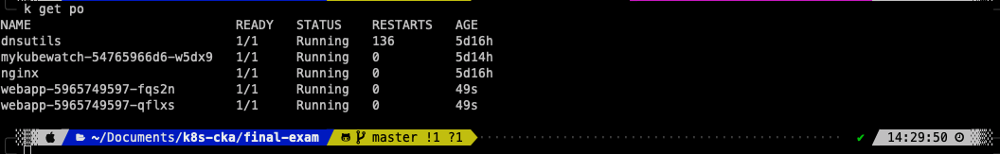 k get po
NAME READY STATUS RESTARTS AGE
dnsutils 1/1 Running 136 5d16h
mykubewatch-54765966d6-w5dx9 1/1 Running 0 5d14h
nginx 1/1 Running 0 5d16h
webapp-5965749597-fqs2n 1/1 Running 0 49s
webapp-5965749597-qflxs 1/1 Running 0 49s
~/Documents/k8s-cka/final-exam master !1 ?1 ✔ 14:29:50